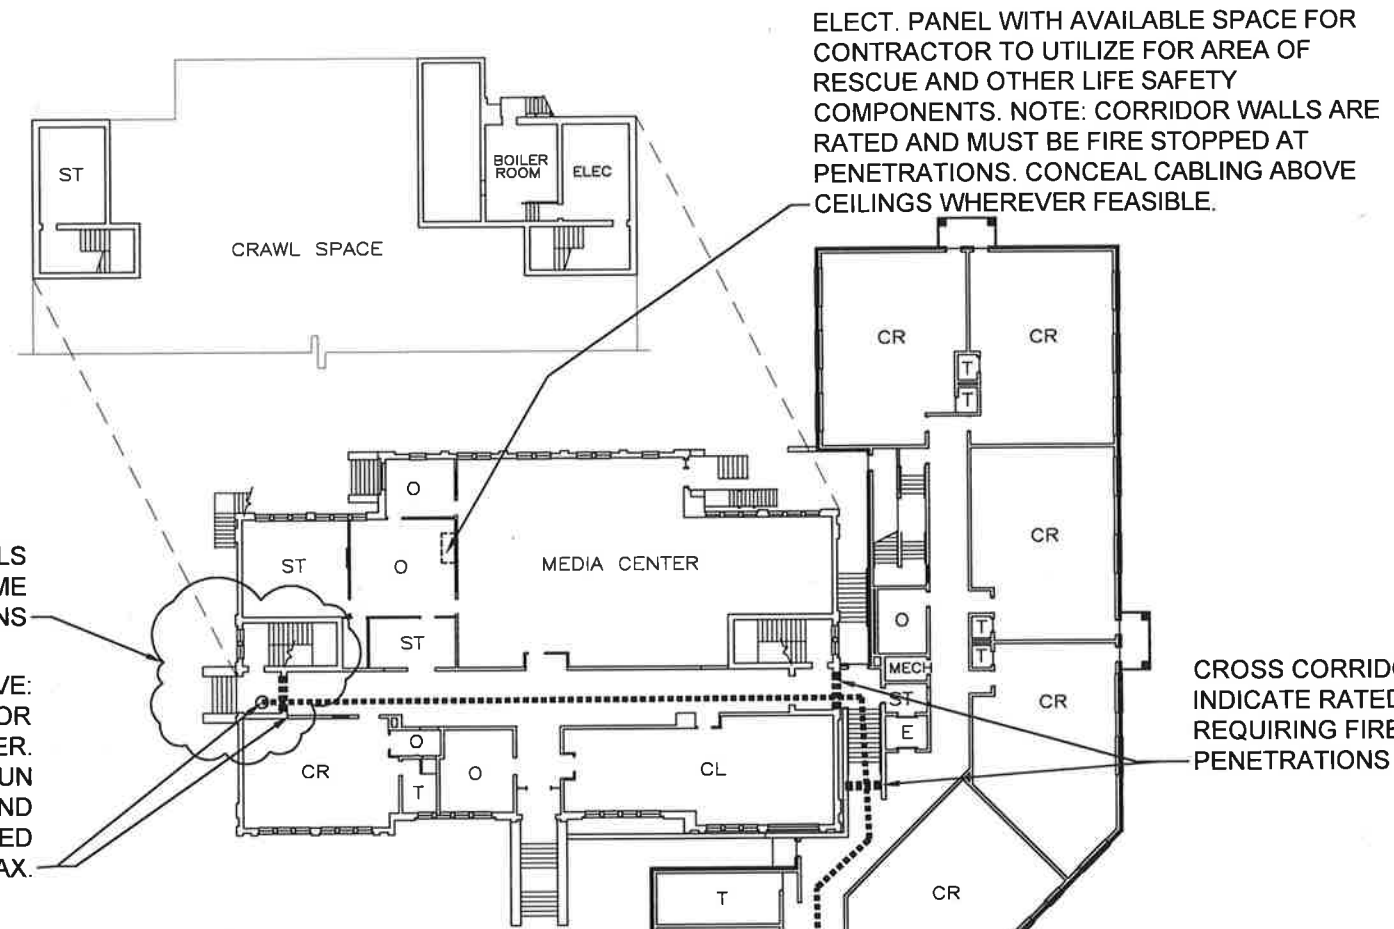 ELECT. PANEL WITH AVAILABLE SPACE FOR
CONTRACTOR TO UTILIZE FOR AREA OF
RESCUE AND OTHER LIFE SAFETY
COMPONENTS. NOTE: CORRIDOR WALLS ARE
RATED AND MUST BE FIRE STOPPED AT
PENETRATIONS. CONCEAL CABLING ABOVE
CEILINGS WHEREVER FEASIBLE.
ST
BOILER
ROOM
ELEC
CRAWL SPACE
CR
CR
T
T
O
ST
O
MEDIA CENTER
CR
ST
O
T
T
MECH
ST
E
CR
LS
ME
NS
VE:
OR
ER.
UN
ND
ED
AX.
CROSS CORRIDO
INDICATE RATED
REQUIRING FIRE
PENETRATIONS
CR
O
T
O
CL
T
CR